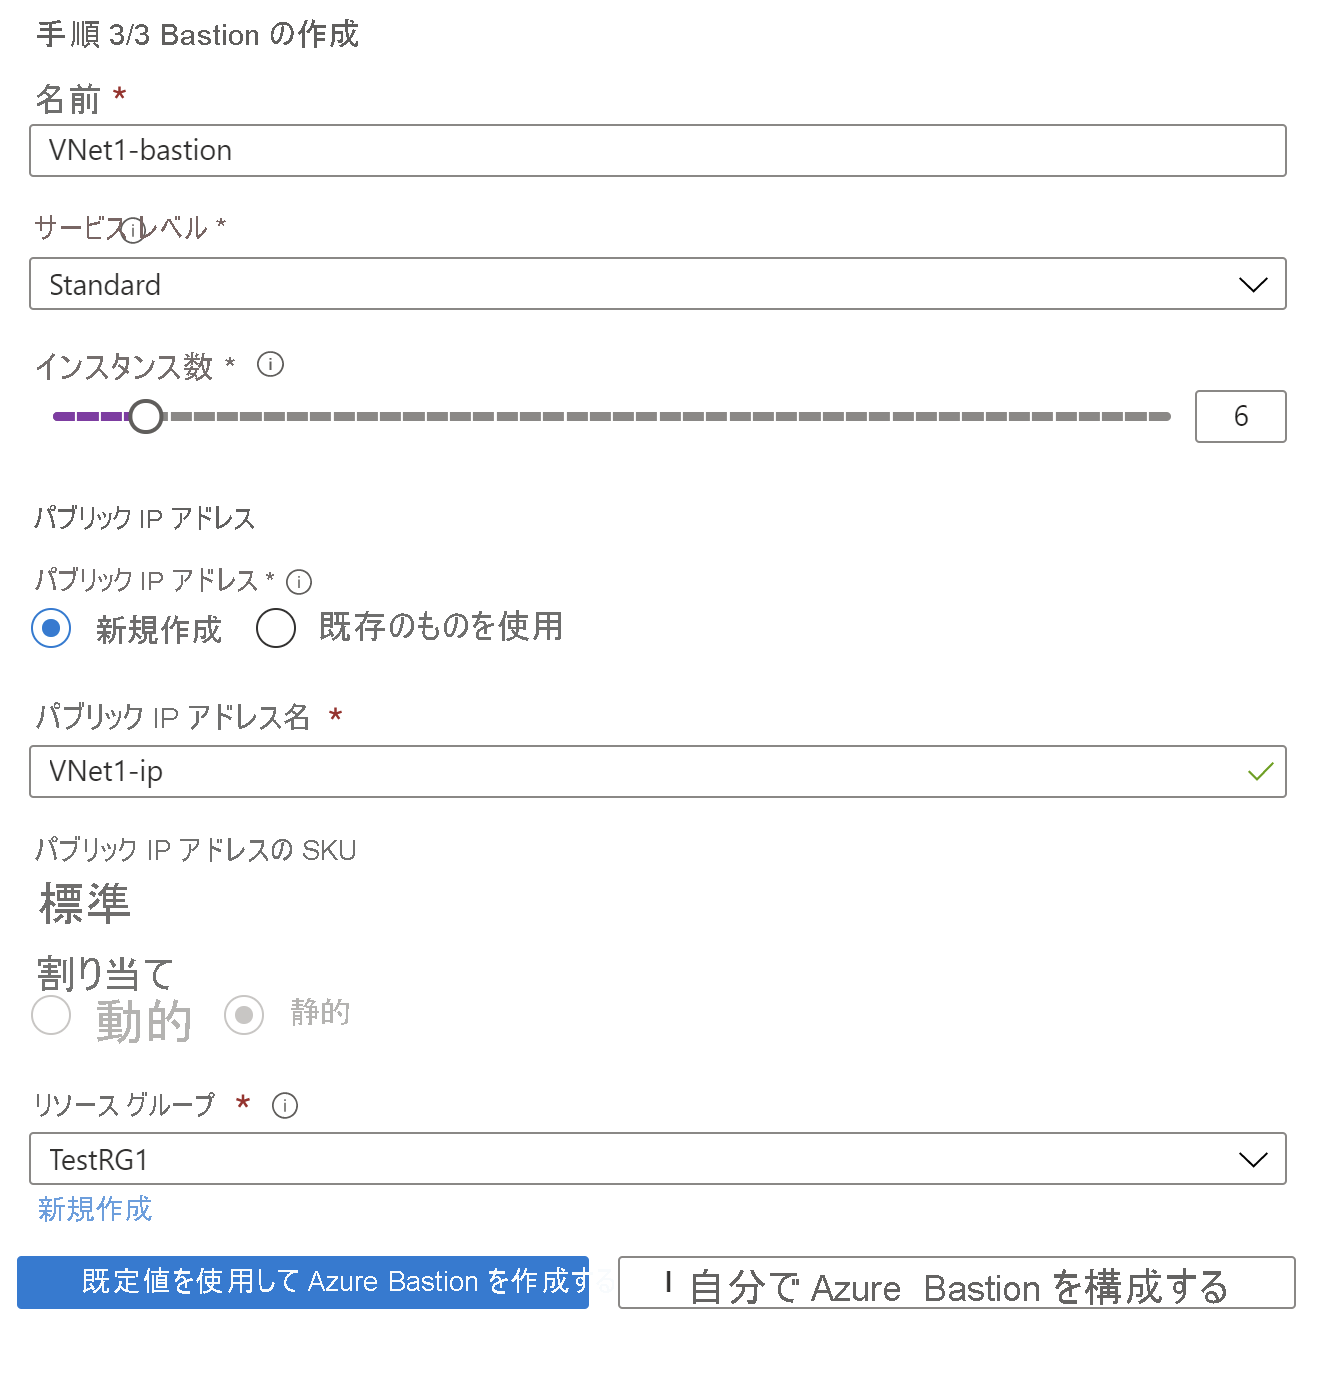 手順 3/3 Bastion の作成
名前 *
VNet1-bastion
サービス レベル *
Standard
インスタンス数 *
6
パブリック IP アドレス
パブリック IP アドレス *
新規作成 既存のものを使用
パブリック IP アドレス名 *
VNet1-ip
パブリック IP アドレスの SKU
標準
割り当て
動的 静的
リソース グループ *
TestRG1
新規作成
既定値を使用して Azure Bastion を作成する
I 自分で Azure Bastion を構成する